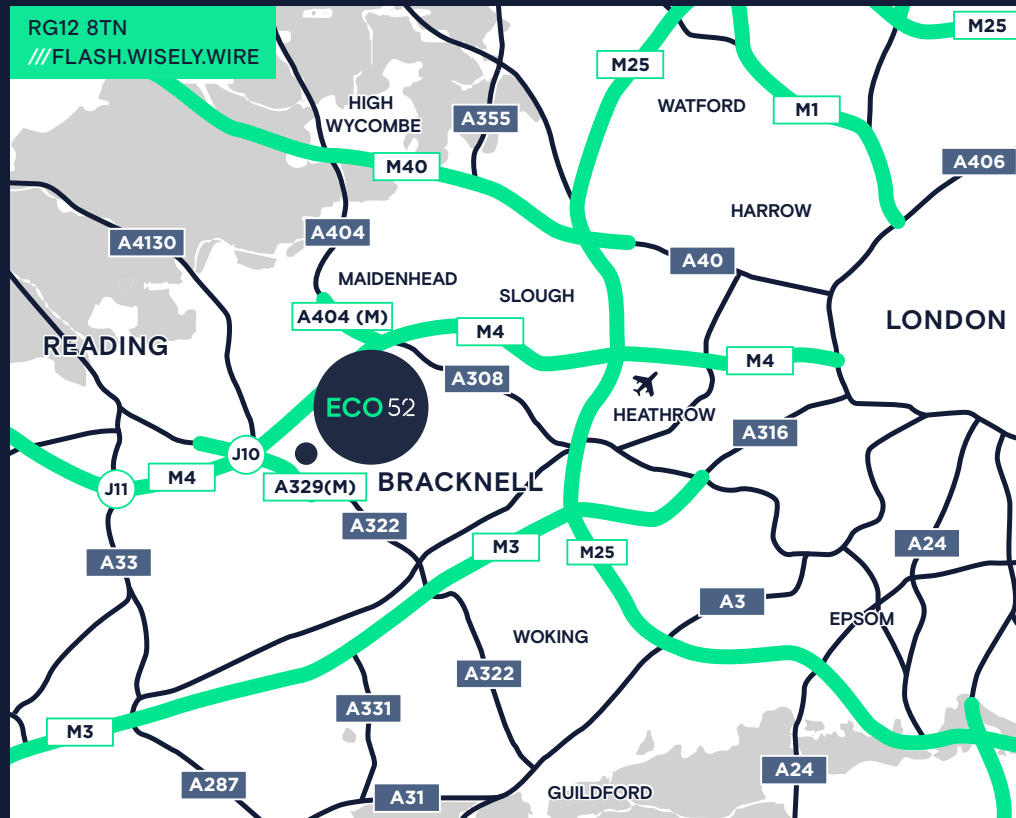 RG12 8TN
///FLASH.WISELY.WIRE
M25
M25
WATFORD
M1
HIGH
WYCOMBE
A355
M40
A406
HARROW
A404
A4130
A40
MAIDENHEAD
SLOUGH
A404 (M)
M4
LONDON
READING
M4
A308
ECO 52
HEATHROW
A316
J10
M4
J11
A329(M)
BRACKNELL
A322
M3
M25
A24
A33
A3
EPSOM
WOKING
A322
A331
M3
A24
A287
A31
GUILDFORD